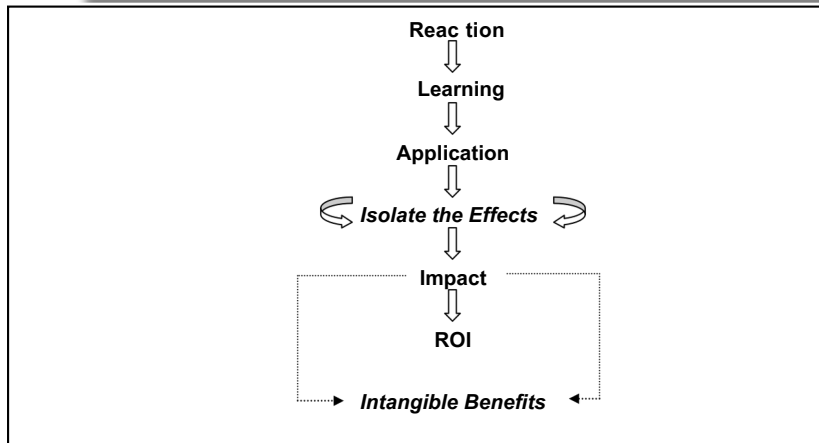 Reac tion
Learning
Application
Isolate the Effects
Impact
ROI
Intangible Benefits